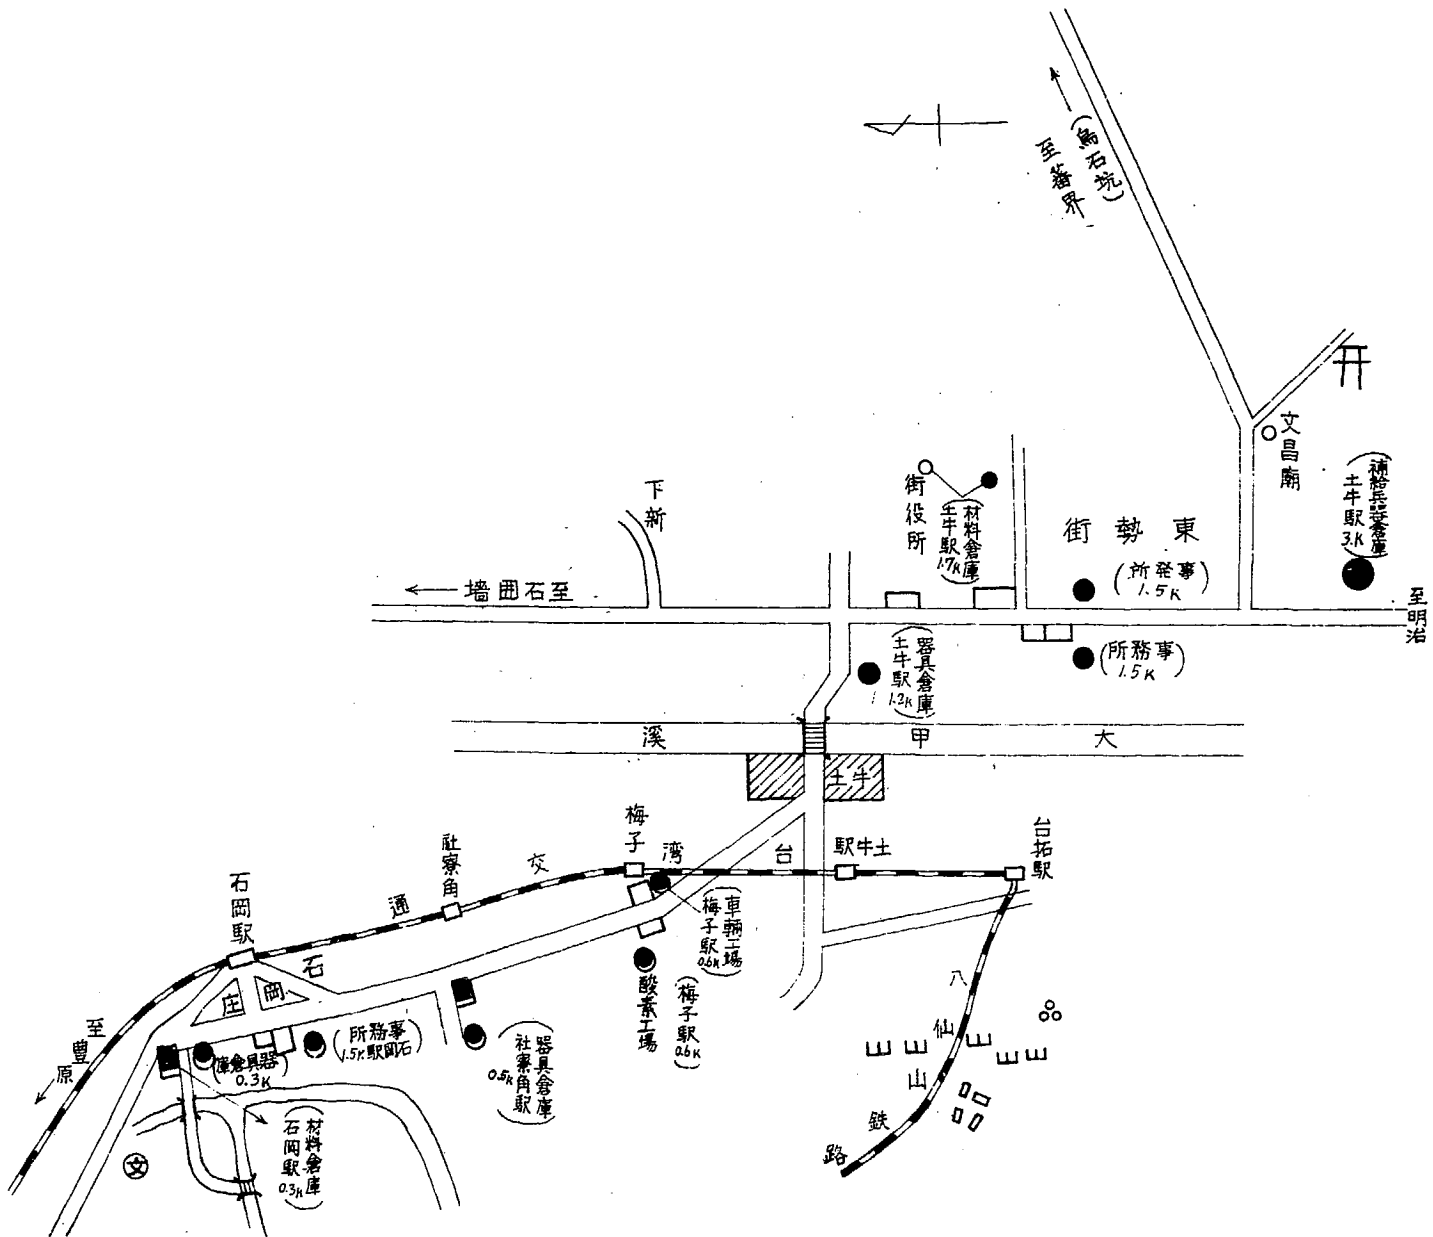 (烏石坑)
至蕃界
文昌廟
(補給兵器倉庫
土牛駅
3.K)
街役所
(材料倉庫
土牛駅
1.7K)
街勢東
(所発事)
1.5K
下新
墻囲石至
至明治
(器具倉庫
土牛駅
1.2K)
(所務事)
1.5K
溪甲大
土牛
台拓駅
駅牛土
梅子
社寮角
石岡駅
通交湾台
(車輌工場
梅子駅
0.6K)
酸素工場
(梅子駅
0.6K)
石岡庄
(所務事)
1.5K駅岡石
(庫倉具器)
0.3K
(器具倉庫
社寮角駅
0.5K)
(材料倉庫
石岡駅
0.3K)
至豊原
文
八仙山鉄路